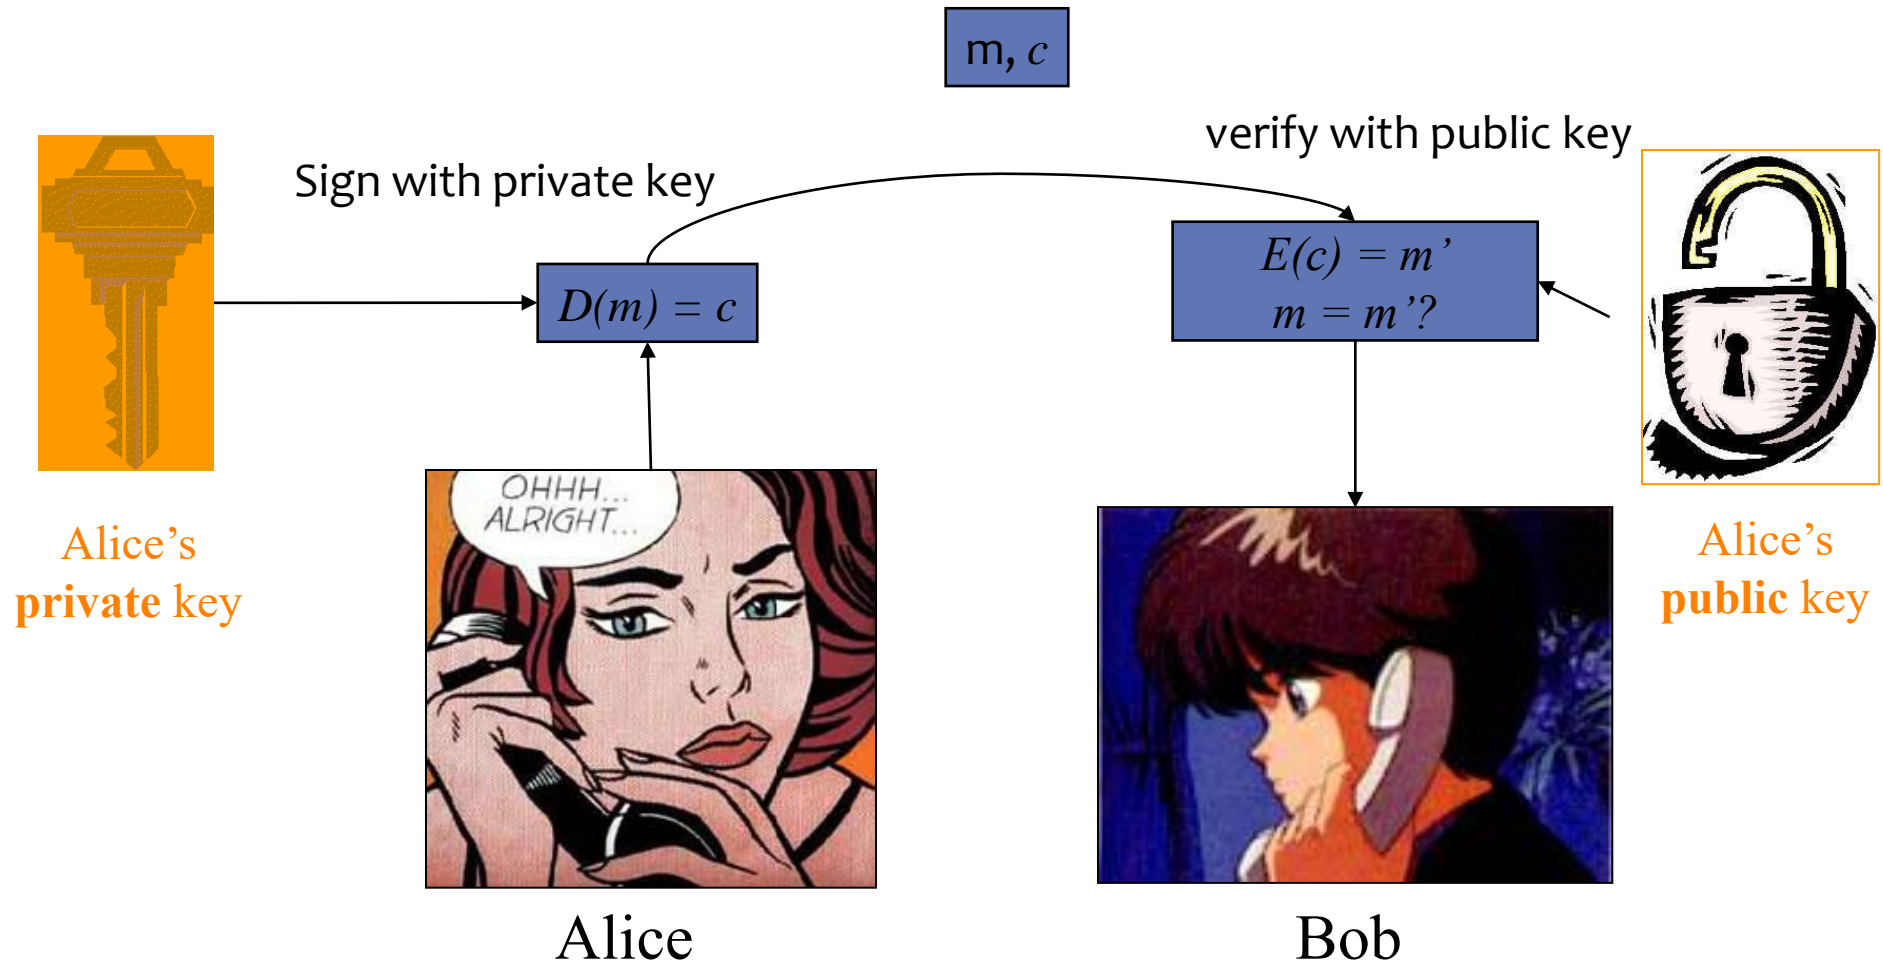 m, c
verify with public key
Sign with private key
E(c) = m’
m = m’?
D(m) = c
OHHH...
ALRIGHT...
Alice’s
private key
Alice’s
public key
Alice
Bob